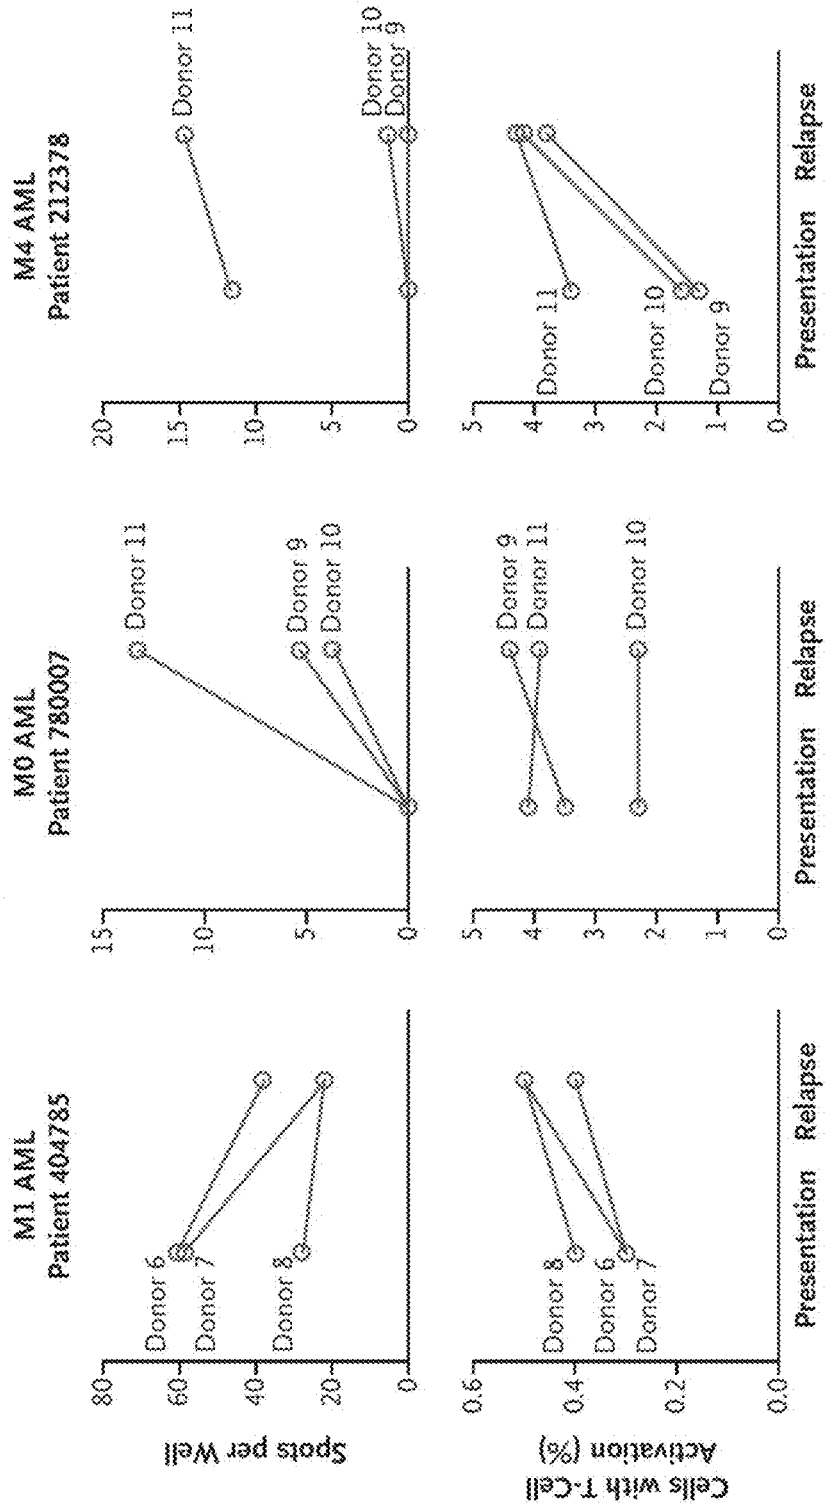 M1 AML
Patient 404785
M0 AML
Patient 780007
M4 AML
Patient 212378
Spots per Well
80
60
40
20
0
Donor 6
Donor 7
Donor 8
15
10
5
0
Donor 11
Donor 9
Donor 10
20
15
10
5
0
Donor 11
Donor 10
Donor 9
Cells with T-Cell
Activation (%)
0.6
0.4
0.2
0.0
Donor 8
Donor 6
Donor 7
Presentation Relapse
5
4
3
2
1
0
Donor 9
Donor 11
Donor 10
Presentation Relapse
5
4
3
2
1
0
Donor 11
Donor 10
Donor 9
Presentation Relapse